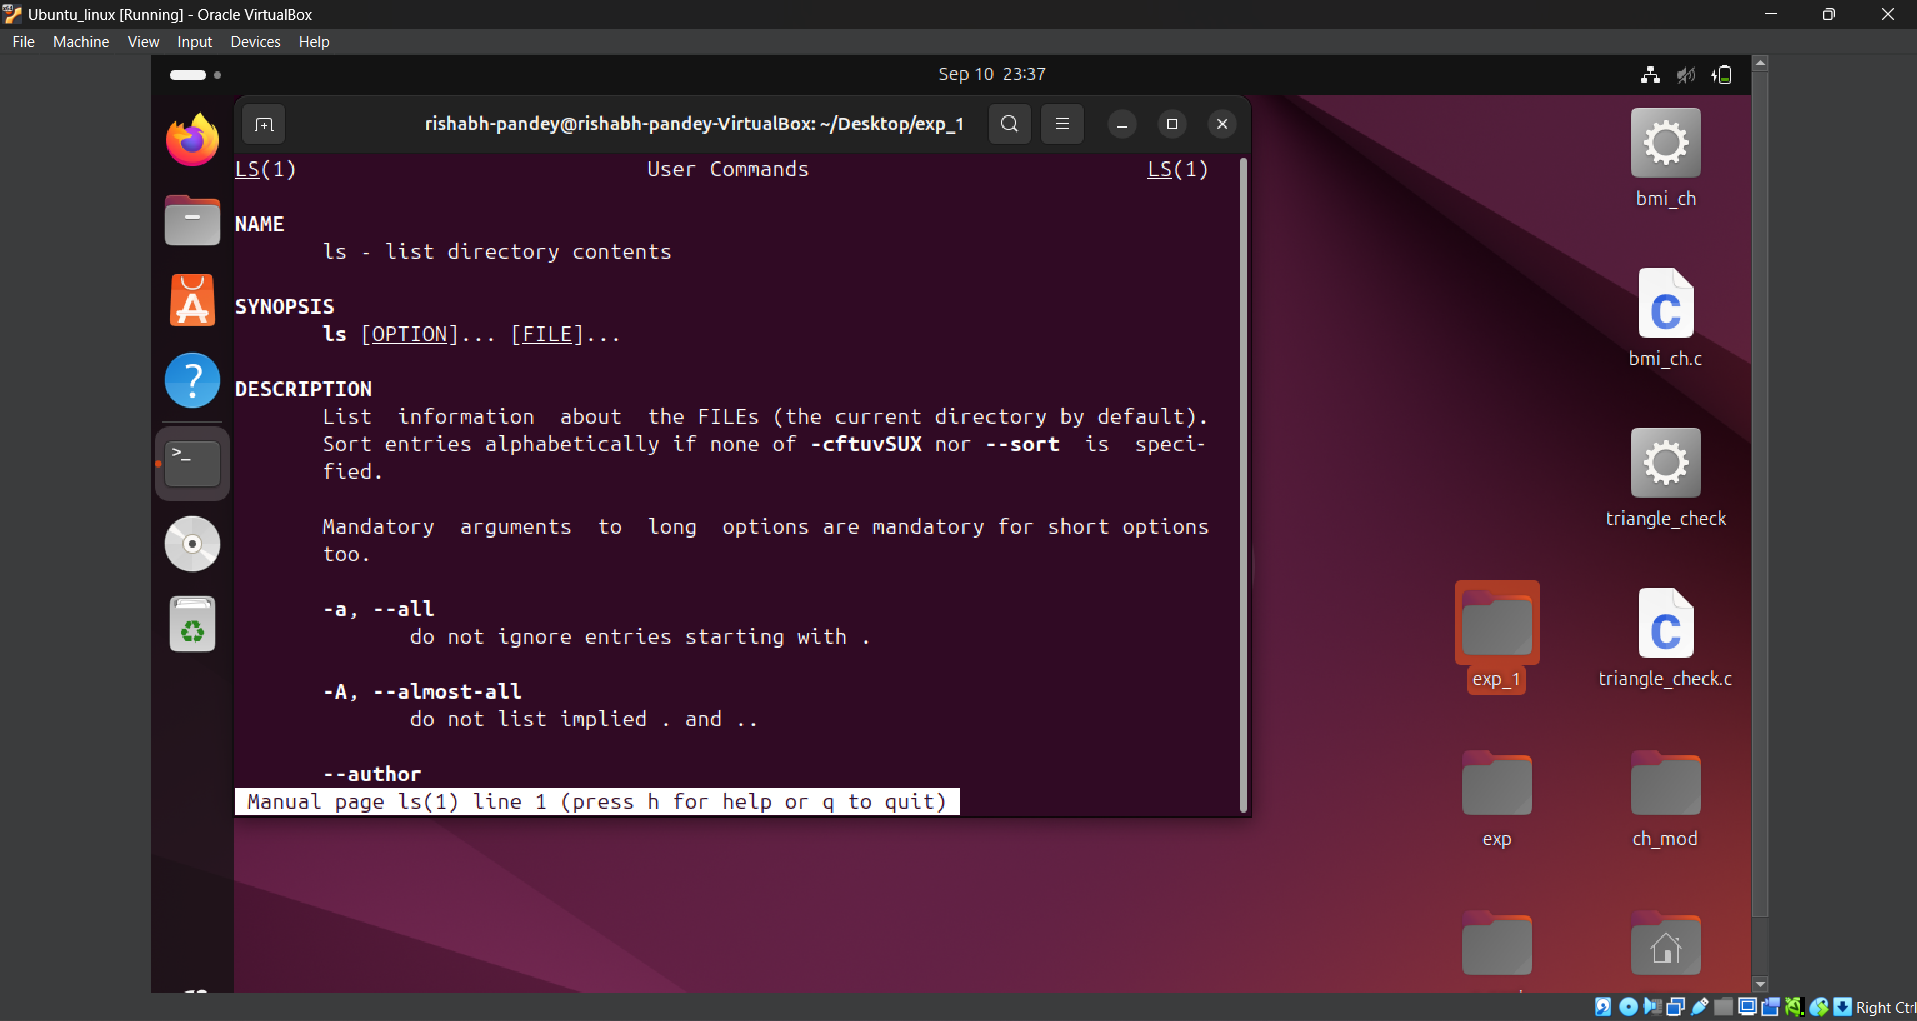 Ubuntu_linux [Running] - Oracle VirtualBox
File Machine View Input Devices Help
Sep 10 23:37
rishabh-pandey@rishabh-pandey-VirtualBox: ~/Desktop/exp_1
LS(1) User Commands LS(1)
NAME
ls - list directory contents
SYNOPSIS
ls [OPTION]... [FILE]...
DESCRIPTION
List information about the FILEs (the current directory by default).
Sort entries alphabetically if none of -cftuvSUX nor --sort is speci-
fied.
Mandatory arguments to long options are mandatory for short options
too.
-a, --all
do not ignore entries starting with .
-A, --almost-all
do not list implied . and ..
--author
Manual page ls(1) line 1 (press h for help or q to quit)
bmi_ch
bmi_ch.c
triangle_check
exp_1
triangle_check.c
exp
ch_mod
Right Ctrl